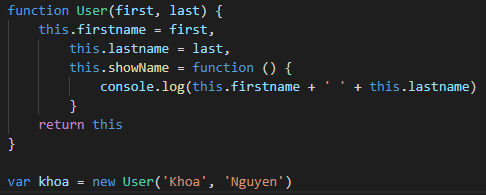 function User(first, last) {
    this.firstname = first,
        this.lastname = last,
        this.showName = function () {
            console.log(this.firstname + ' ' + this.lastname)
        }
    return this
}

var khoa = new User('Khoa', 'Nguyen')